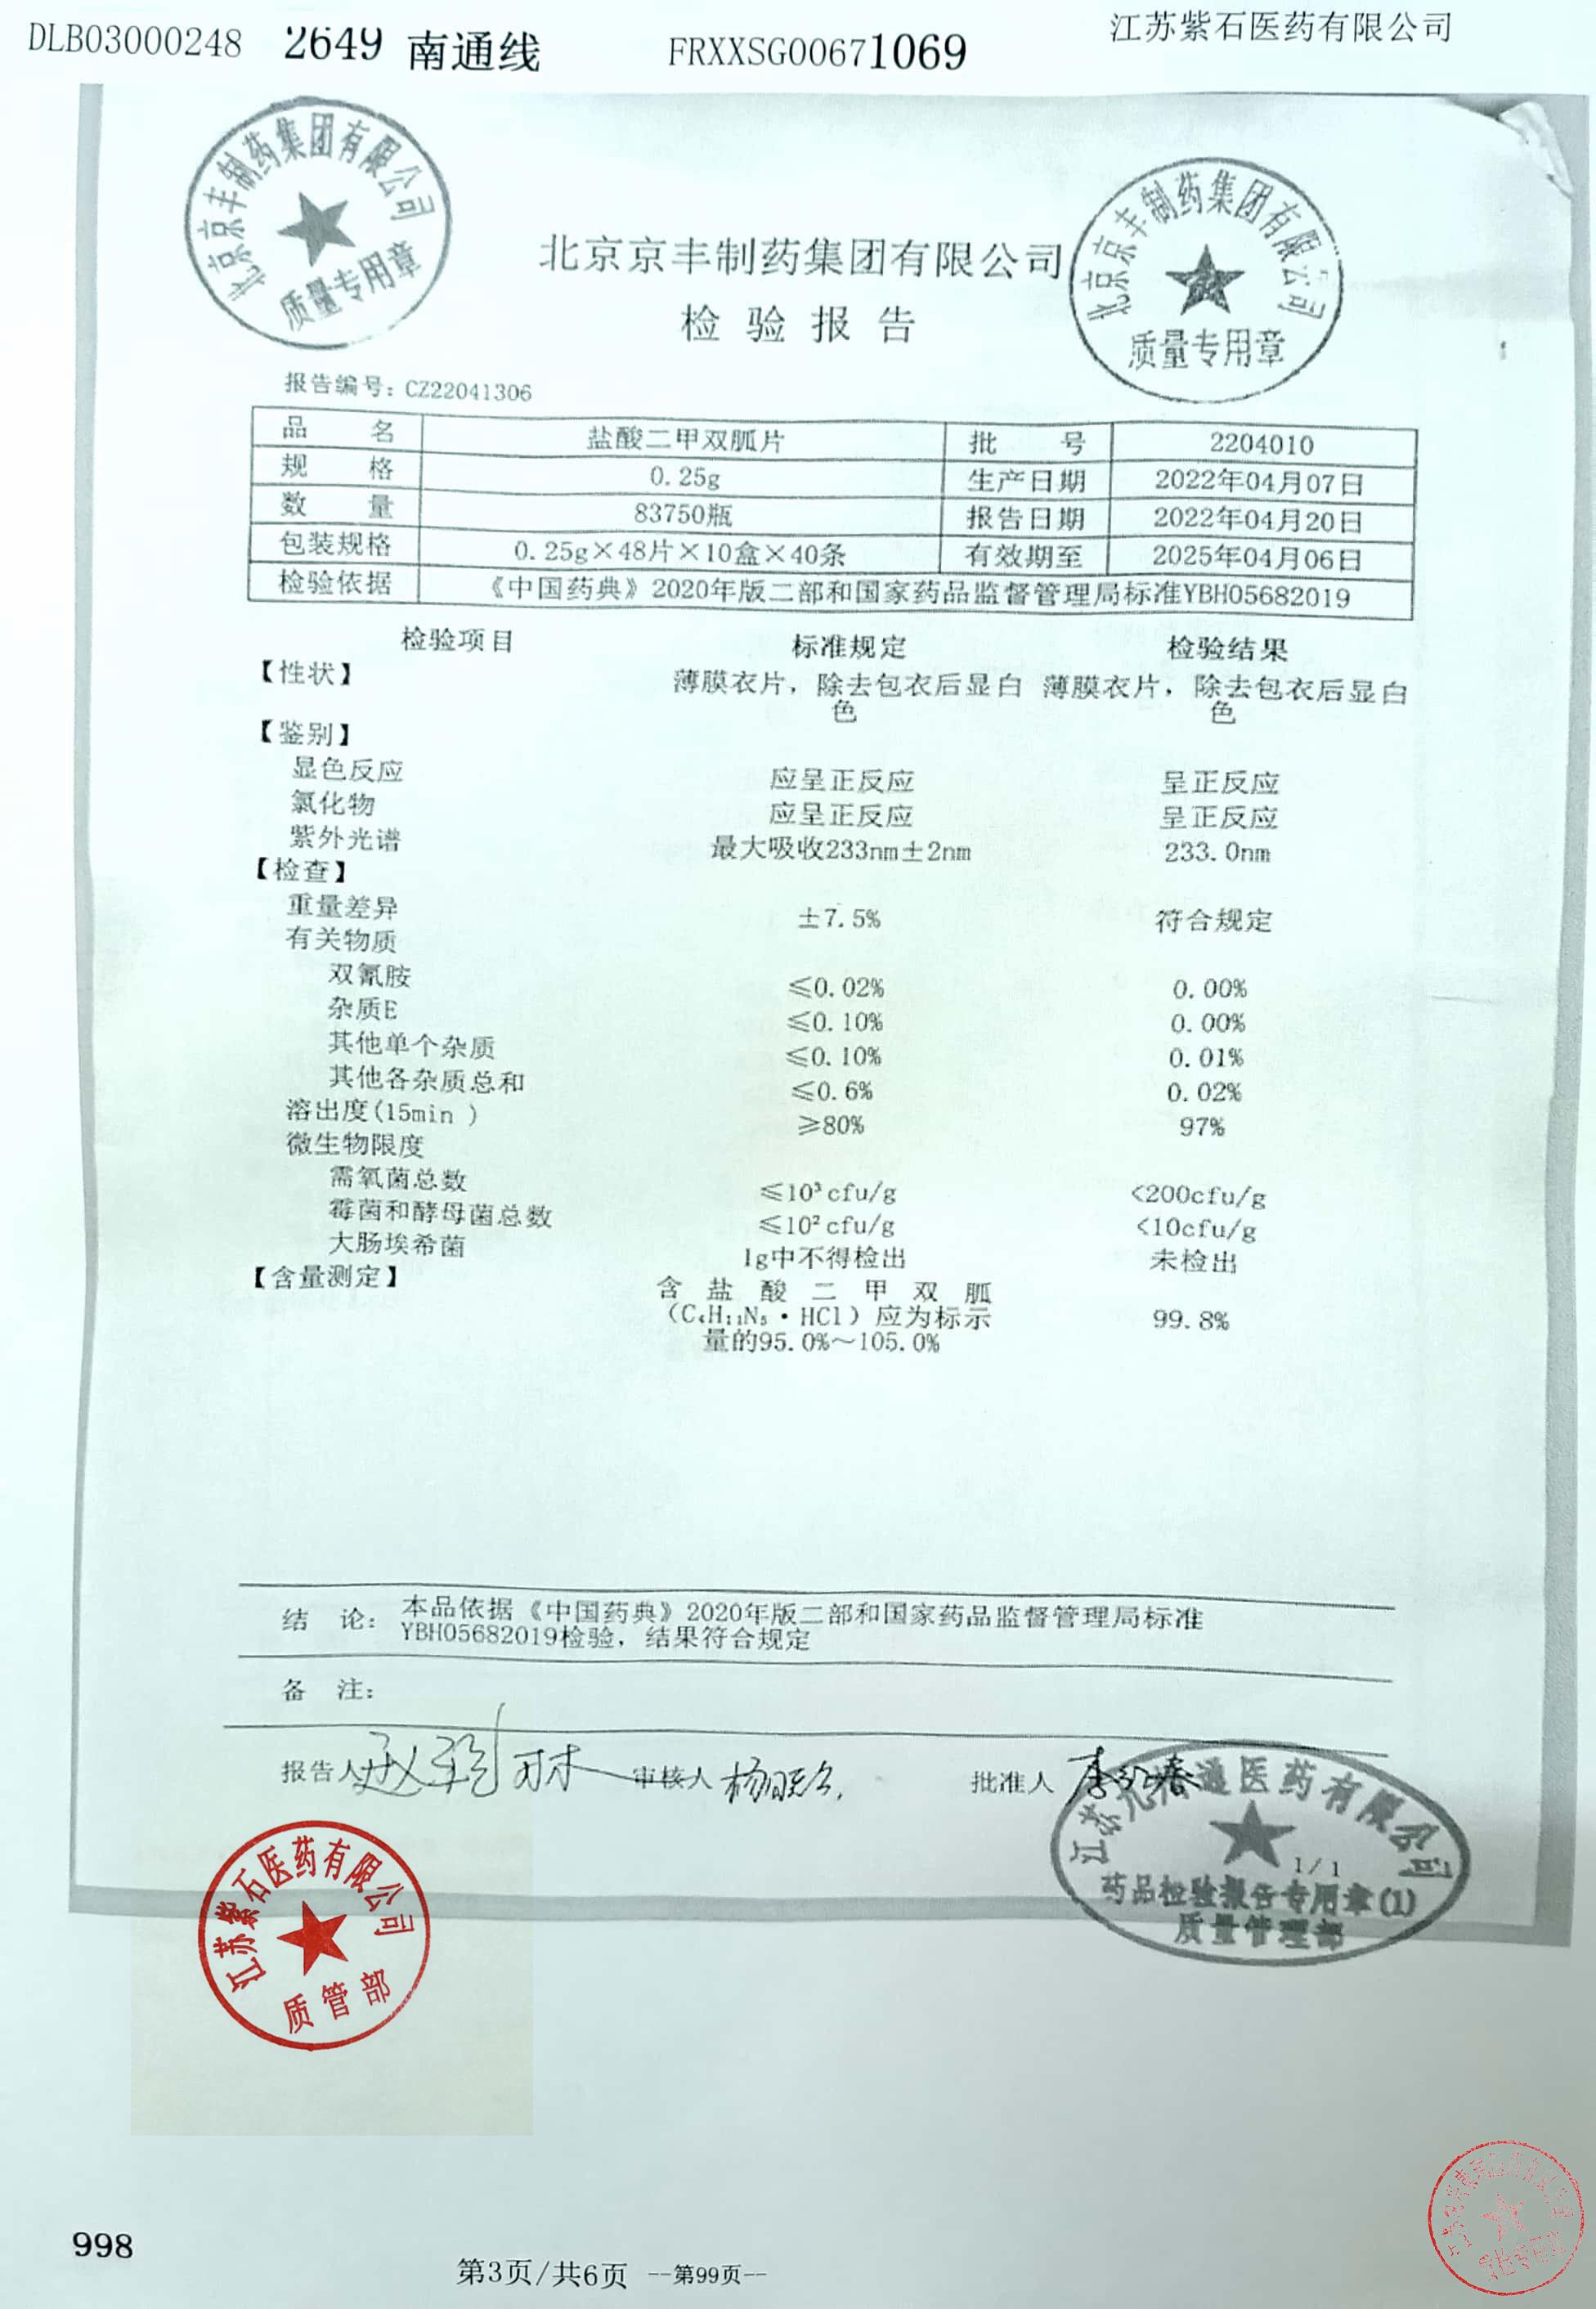 DLB03000248 2649 南通线 FRXXSG00671069 江苏紫石医药有限公司
北京京丰制药集团有限公司
质量专用章
北京京丰制药集团有限公司
质量专用章
北京京丰制药集团有限公司
检验报告
报告编号：CZ22041306
品名 盐酸二甲双胍片 批号 2204010
规格 0.25g 生产日期 2022年04月07日
数量 83750瓶 报告日期 2022年04月20日
包装规格 0.25g×48片×10盒×40条 有效期至 2025年04月06日
检验依据 《中国药典》2020年版二部和国家药品监督管理局标准YBH05682019
检验项目 标准规定 检验结果
【性状】 薄膜衣片，除去包衣后显白 薄膜衣片，除去包衣后显白
色 色
【鉴别】
显色反应 应呈正反应 呈正反应
氯化物 应呈正反应 呈正反应
紫外光谱 最大吸收233nm±2nm 233.0nm
【检查】
重量差异 ±7.5% 符合规定
有关物质
双氰胺 ≤0.02% 0.00%
杂质E ≤0.10% 0.00%
其他单个杂质 ≤0.10% 0.01%
其他各杂质总和 ≤0.6% 0.02%
溶出度(15min ) ≥80% 97%
微生物限度
需氧菌总数 ≤10³cfu/g <200cfu/g
霉菌和酵母菌总数 ≤10²cfu/g <10cfu/g
大肠埃希菌 1g中不得检出 未检出
【含量测定】 含盐酸二甲双胍
（C₄H₁₁N₅·HCl）应为标示 99.8%
量的95.0%～105.0%
结论：本品依据《中国药典》2020年版二部和国家药品监督管理局标准
YBH05682019检验，结果符合规定
备注：
报告人 审核人 批准人
江苏九州通医药有限公司
1/1
药品检验报告专用章(1)
质量管理部
江苏紫石医药有限公司
质管部
998
第3页/共6页 --第99页--